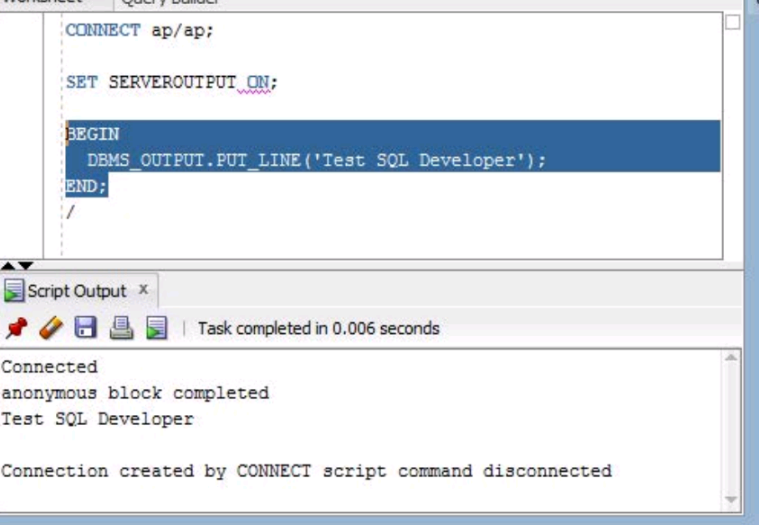 Worksheet Query Builder
CONNECT ap/ap;
SET SERVEROUTPUT ON;
BEGIN
DBMS_OUTPUT.PUT_LINE('Test SQL Developer');
END;
/
Script Output x
Task completed in 0.006 seconds
Connected
anonymous block completed
Test SQL Developer
Connection created by CONNECT script command disconnected